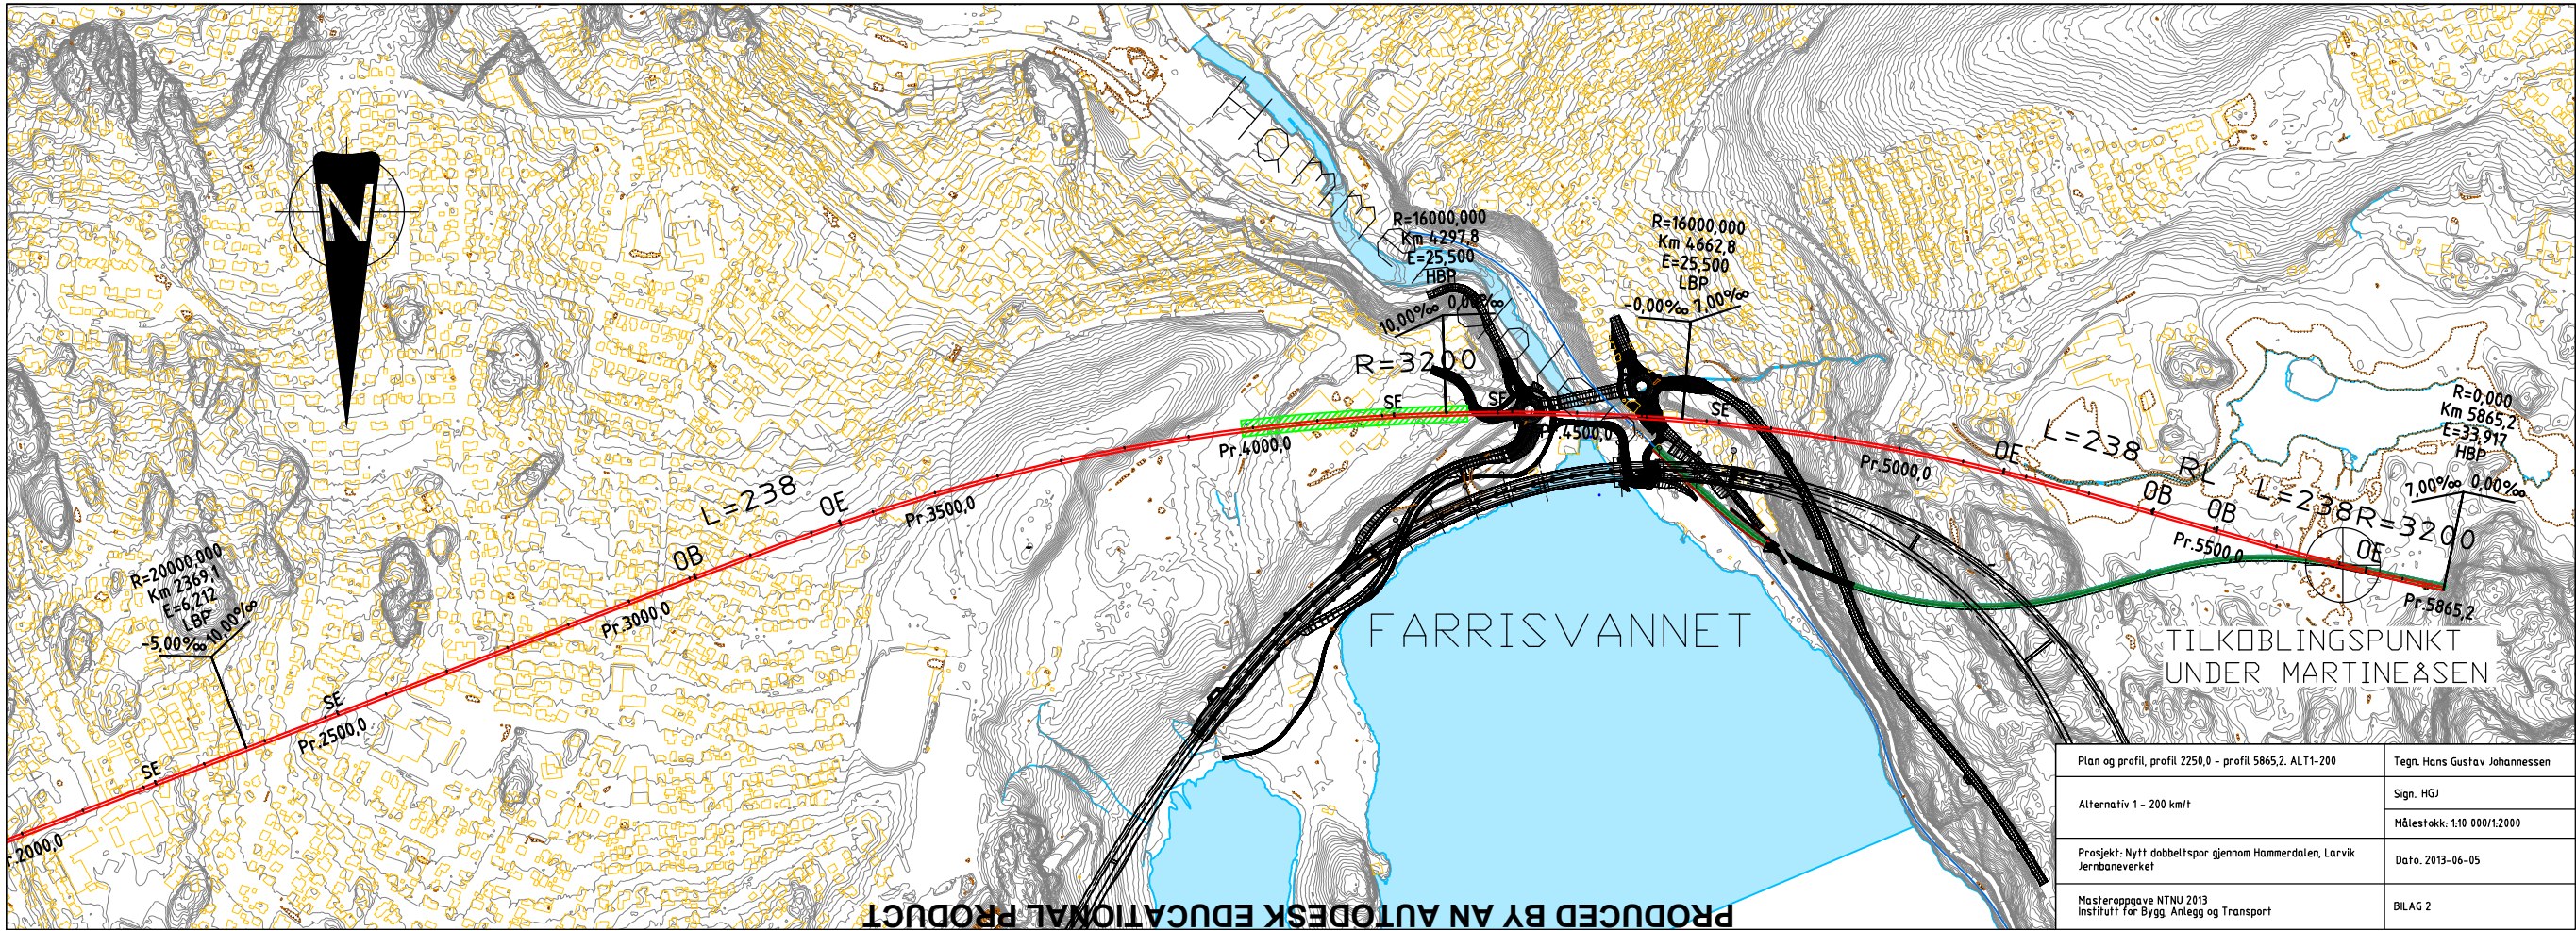 N
HAMMERDALEN
R=16000,000
Km 4297,8
E=25,500
HBP
10,00‰ 0,00‰
R=16000,000
Km 4662,8
E=25,500
LBP
-0,00‰ 7,00‰
R=3200
SE
SE
SE
Pr.4000,0
Pr.4500,0
Pr.5000,0
OE
L=238
RL
OB
OB
L=238
R=3200
OE
Pr.5500,0
Pr.5865,2
R=0,000
Km 5865,2
E=33,917
HBP
7,00‰ 0,00‰
L=238
OE
OB
Pr.3500,0
Pr.3000,0
R=20000,000
Km 2369,1
E=6,212
LBP
-5,00‰ 10,00‰
SE
Pr.2500,0
SE
r.2000,0
FARRISVANNET
TILKOBLINGSPUNKT
UNDER MARTINEÅSEN
Plan og profil, profil 2250,0 - profil 5865,2. ALT1-200
Tegn. Hans Gustav Johannessen
Alternativ 1 - 200 km/t
Sign. HGJ
Målestokk: 1:10 000/1:2000
Prosjekt: Nytt dobbeltspor gjennom Hammerdalen, Larvik
Jernbaneverket
Dato. 2013-06-05
Masteroppgave NTNU 2013
Institutt for Bygg, Anlegg og Transport
BILAG 2
PRODUCED BY AN AUTODESK EDUCATIONAL PRODUCT